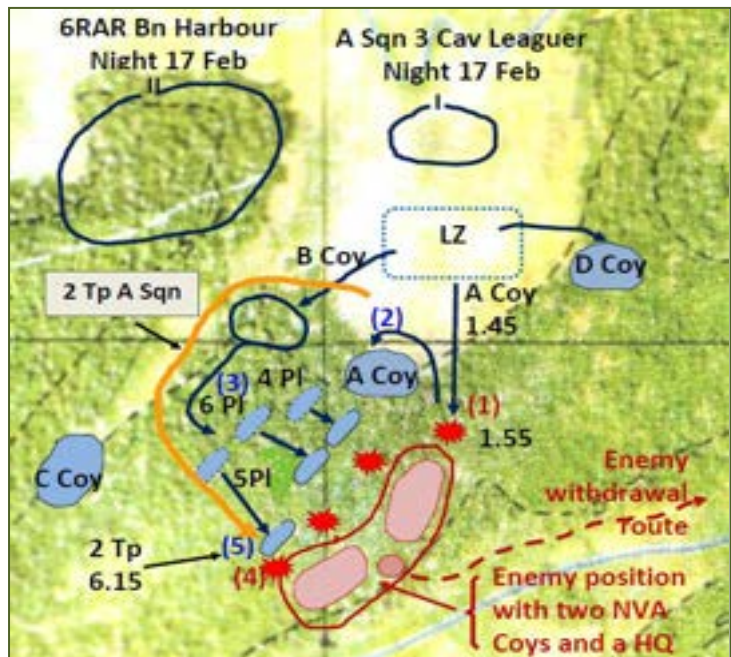 6RAR Bn Harbour
Night 17 Feb
II
A Sqn 3 Cav Leaguer
Night 17 Feb
I
LZ
B Coy
D Coy
2 Tp A Sqn
A Coy
1.45
(2)
A Coy
(3)
4 Pl
6 Pl
(1)
1.55
C Coy
5Pl
Enemy
withdrawal
route
2 Tp
6.15
(5)
(4)
Enemy position
with two NVA
Coys and a HQ